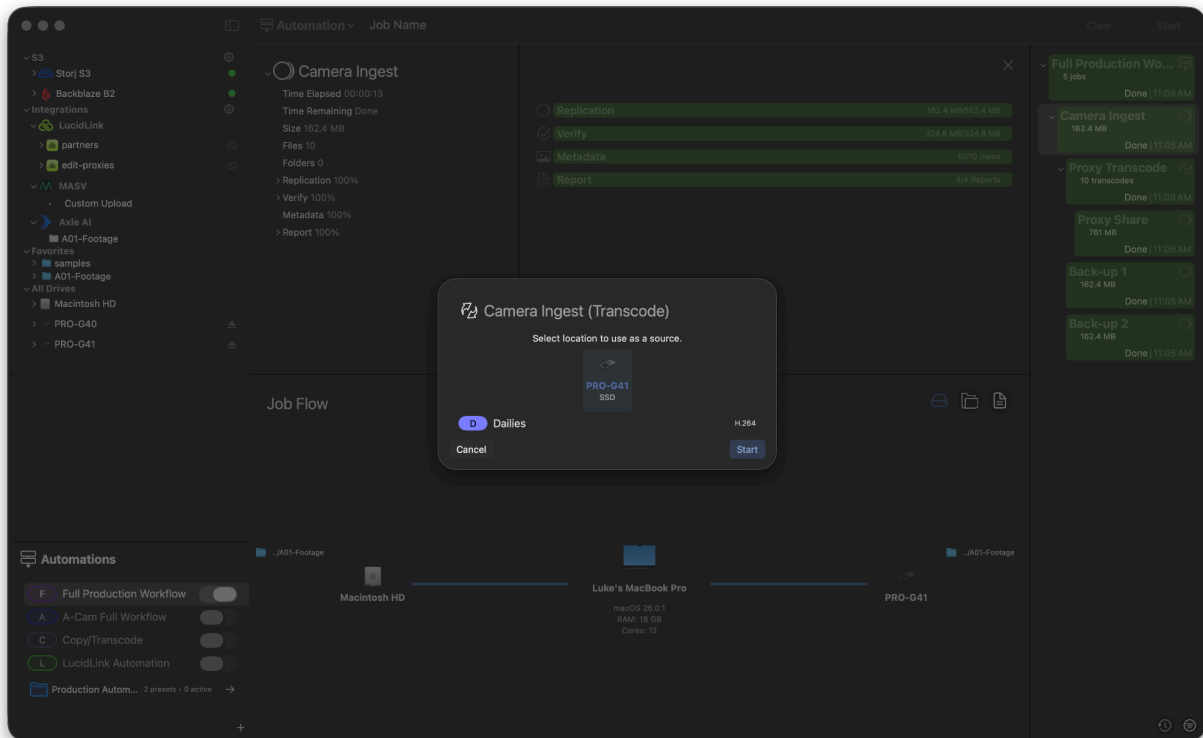 Automation
Job Name
Clear
Start
S3
Storj S3
Backblaze B2
Integrations
LucidLink
partners
edit-proxies
MASV
Custom Upload
Axle AI
A01-Footage
Favorites
samples
A01-Footage
All Drives
Macintosh HD
PRO-G40
PRO-G41
Automations
F Full Production Workflow
A A-Cam Full Workflow
C Copy/Transcode
L LucidLink Automation
Production Autom... 2 presets - 0 active
Camera Ingest
Time Elapsed 00:00:13
Time Remaining Done
Size 162.4 MB
Files 10
Folders 0
Replication 100%
Verify 100%
Metadata 100%
Report 100%
Replication 162.4 MB/162.4 MB
Verify 324.8 MB/324.8 MB
Metadata 10/10 Items
Report 4/4 Reports
Camera Ingest (Transcode)
Select location to use as a source.
PRO-G41
SSD
D Dailies H.264
Cancel Start
Job Flow
../A01-Footage
Macintosh HD
Luke's MacBook Pro
macOS 26.0.1
RAM: 18 GB
Cores: 12
../A01-Footage
PRO-G41
Full Production Wo...
5 jobs
Done | 11:06 AM
Camera Ingest
162.4 MB
Done | 11:05 AM
Proxy Transcode
10 transcodes
Done | 11:06 AM
Proxy Share
761 MB
Done | 11:06 AM
Back-up 1
162.4 MB
Done | 11:05 AM
Back-up 2
162.4 MB
Done | 11:05 AM